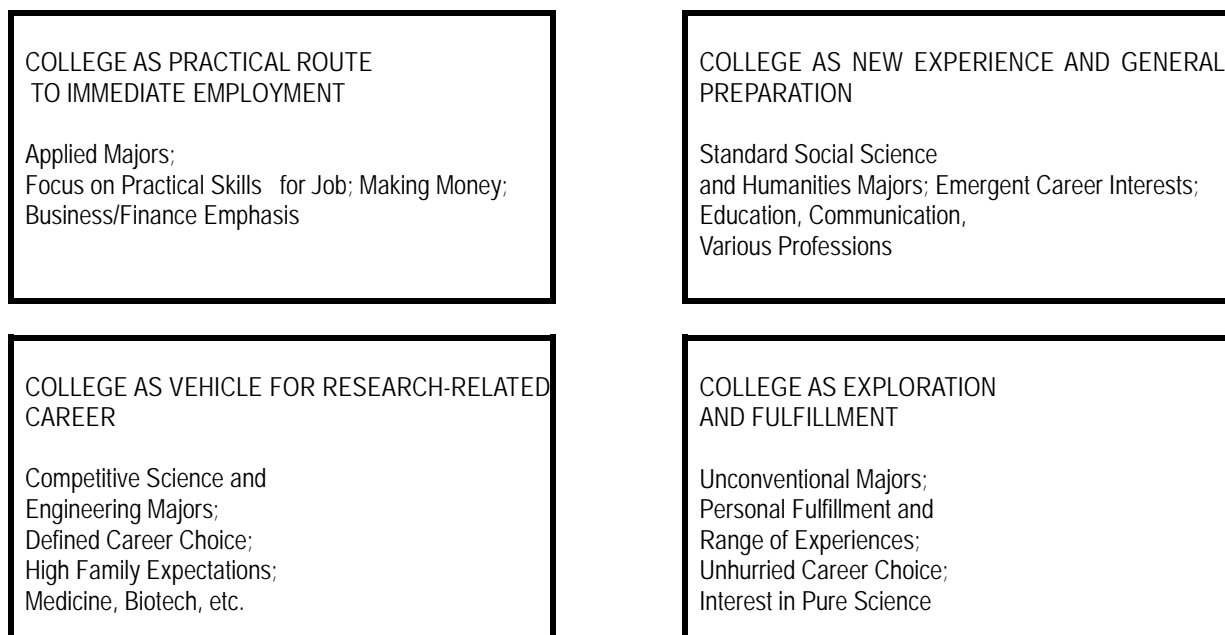 COLLEGE AS PRACTICAL ROUTE
TO IMMEDIATE EMPLOYMENT
Applied Majors;
Focus on Practical Skills for Job; Making Money;
Business/Finance Emphasis
COLLEGE AS NEW EXPERIENCE AND GENERAL
PREPARATION
Standard Social Science
and Humanities Majors; Emergent Career Interests;
Education, Communication,
Various Professions
COLLEGE AS VEHICLE FOR RESEARCH-RELATED
CAREER
Competitive Science and
Engineering Majors;
Defined Career Choice;
High Family Expectations;
Medicine, Biotech, etc.
COLLEGE AS EXPLORATION
AND FULFILLMENT
Unconventional Majors;
Personal Fulfillment and
Range of Experiences;
Unhurried Career Choice;
Interest in Pure Science